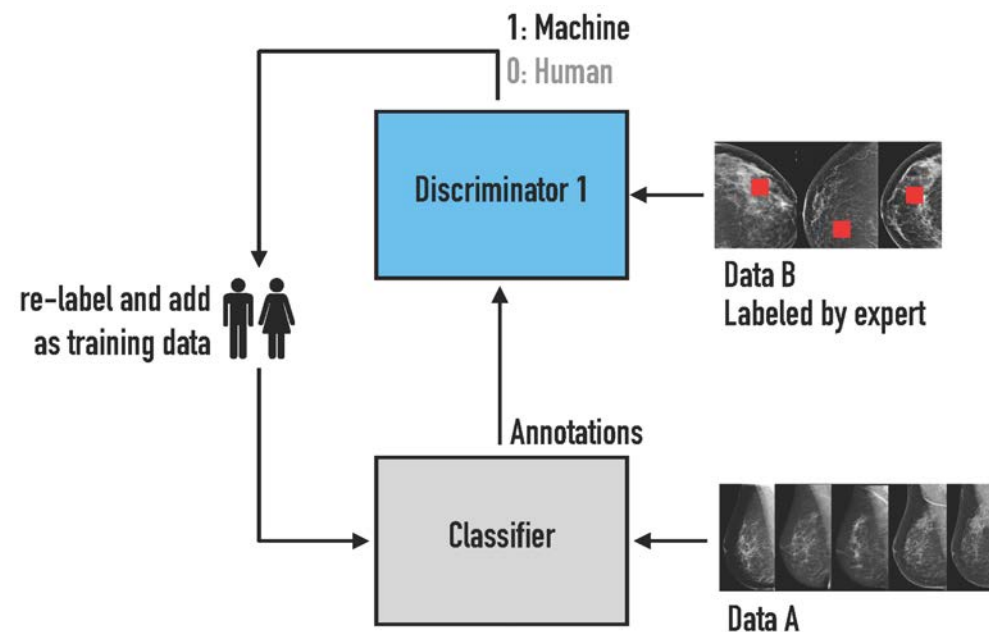 1: Machine
0: Human
Discriminator 1
Data B
Labeled by expert
re-label and add
as training data
Annotations
Classifier
Data A